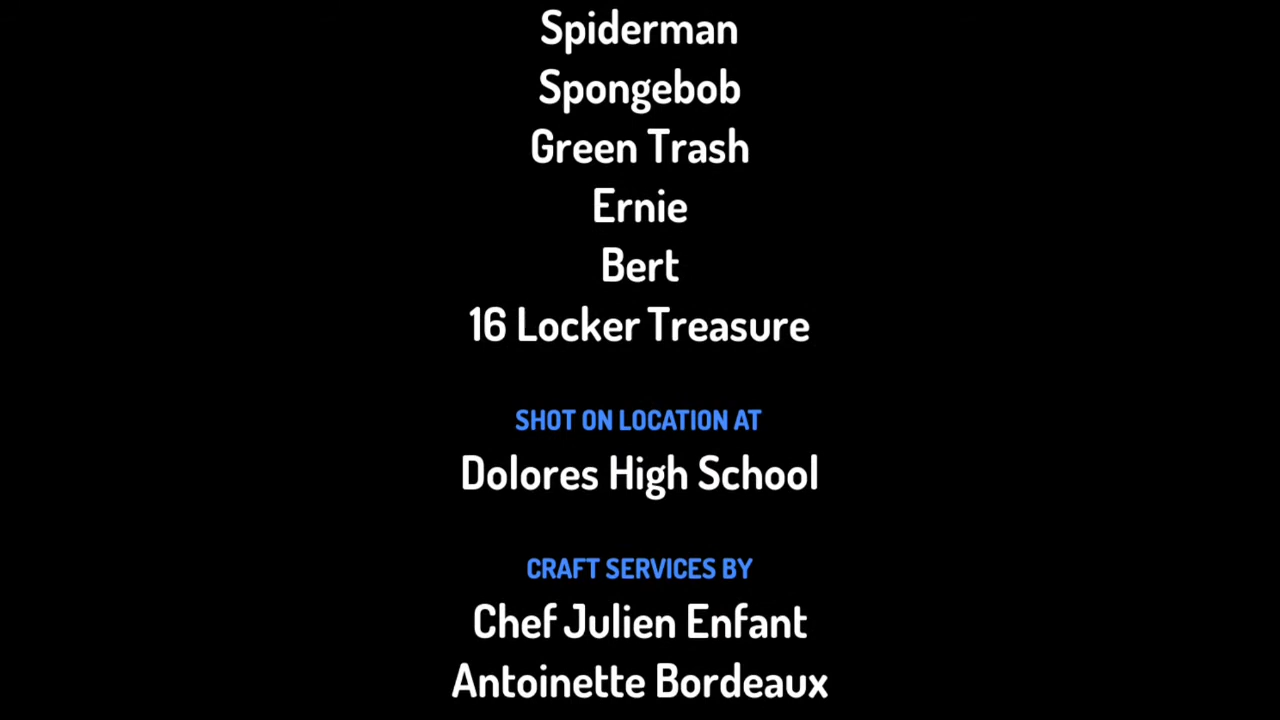 Spiderman
Spongebob
Green Trash
Ernie
Bert
16 Locker Treasure
SHOT ON LOCATION AT
Dolores High School
CRAFT SERVICES BY
Chef Julien Enfant
Antoinette Bordeaux